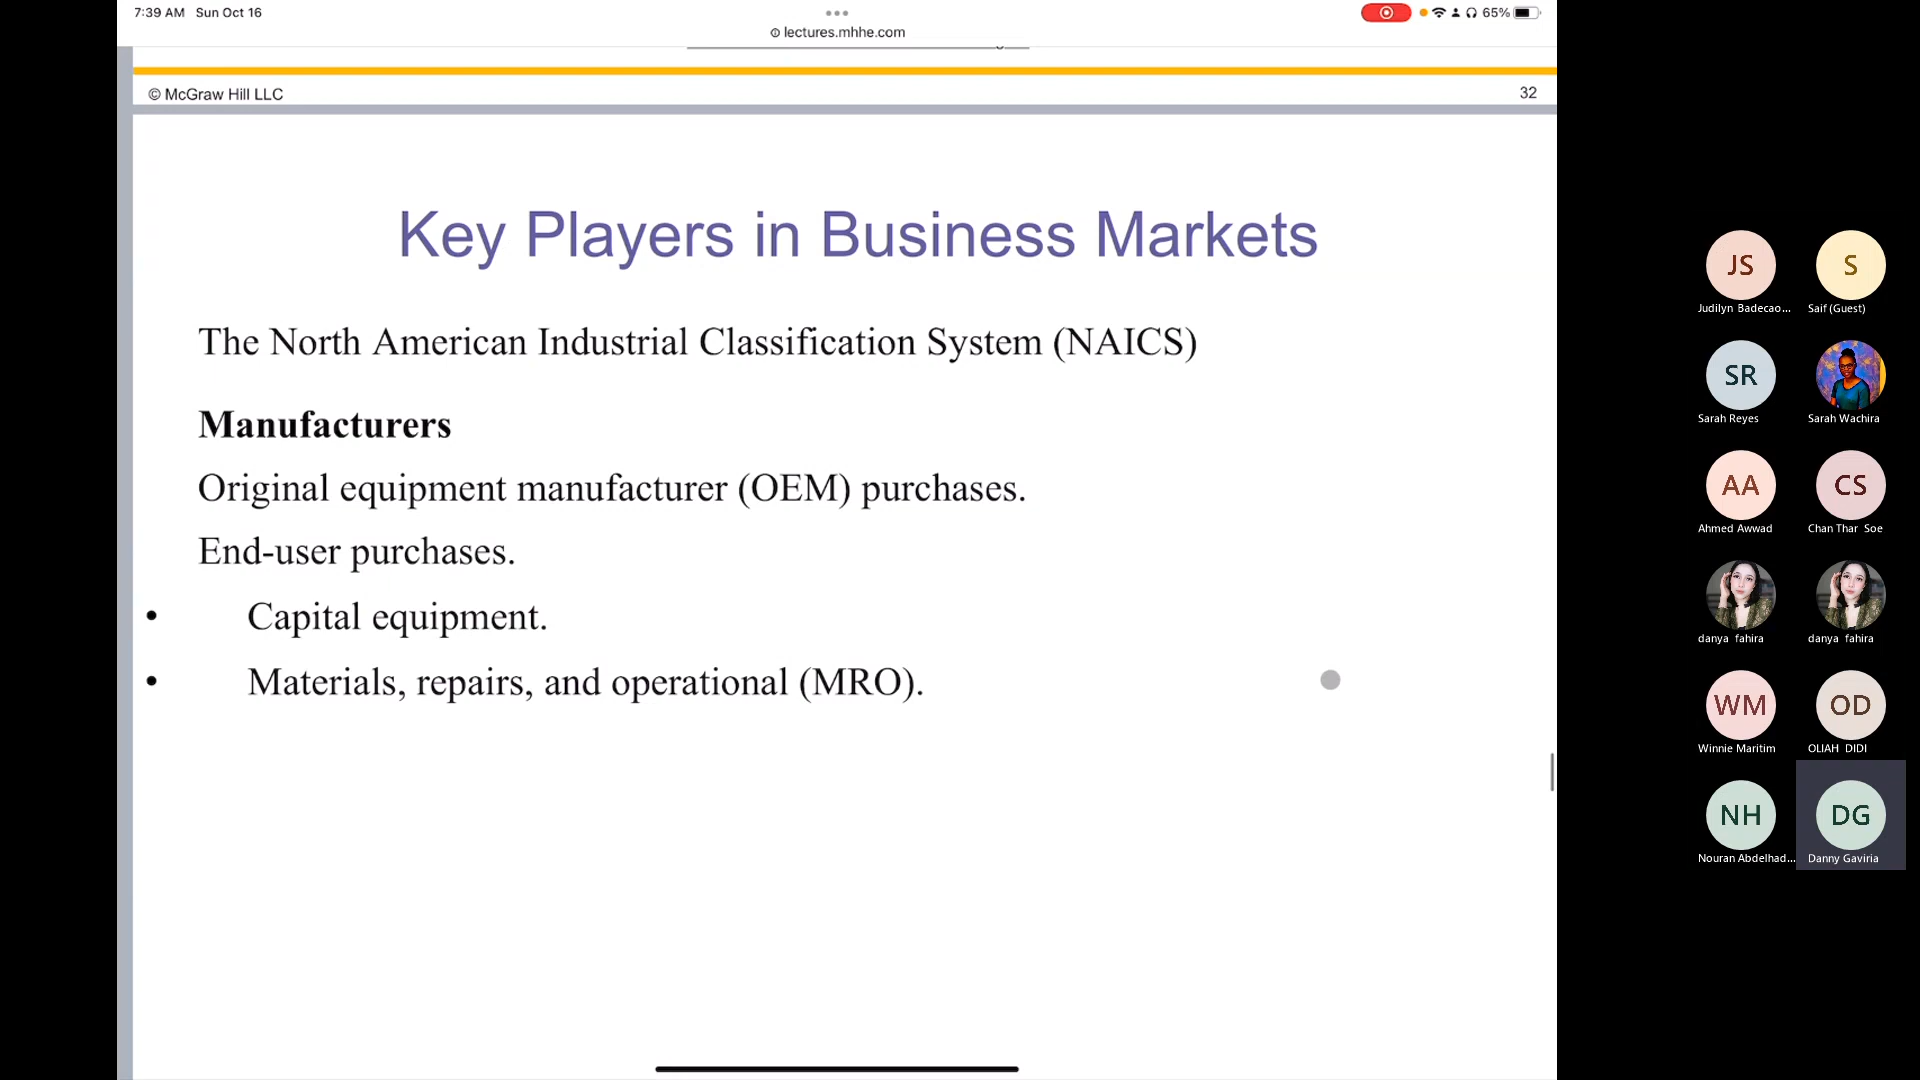 7:39 AM Sun Oct 16
65%
lectures.mhhe.com
© McGraw Hill LLC
32
Key Players in Business Markets
The North American Industrial Classification System (NAICS)
Manufacturers
Original equipment manufacturer (OEM) purchases.
End-user purchases.
• Capital equipment.
• Materials, repairs, and operational (MRO).
JS
S
Judilyn Badecao...
Saif (Guest)
SR
Sarah Reyes
Sarah Wachira
AA
CS
Ahmed Awwad
Chan Thar Soe
danya fahira
danya fahira
WM
OD
Winnie Maritim
OLIAH DIDI
NH
DG
Nouran Abdelhad...
Danny Gaviria